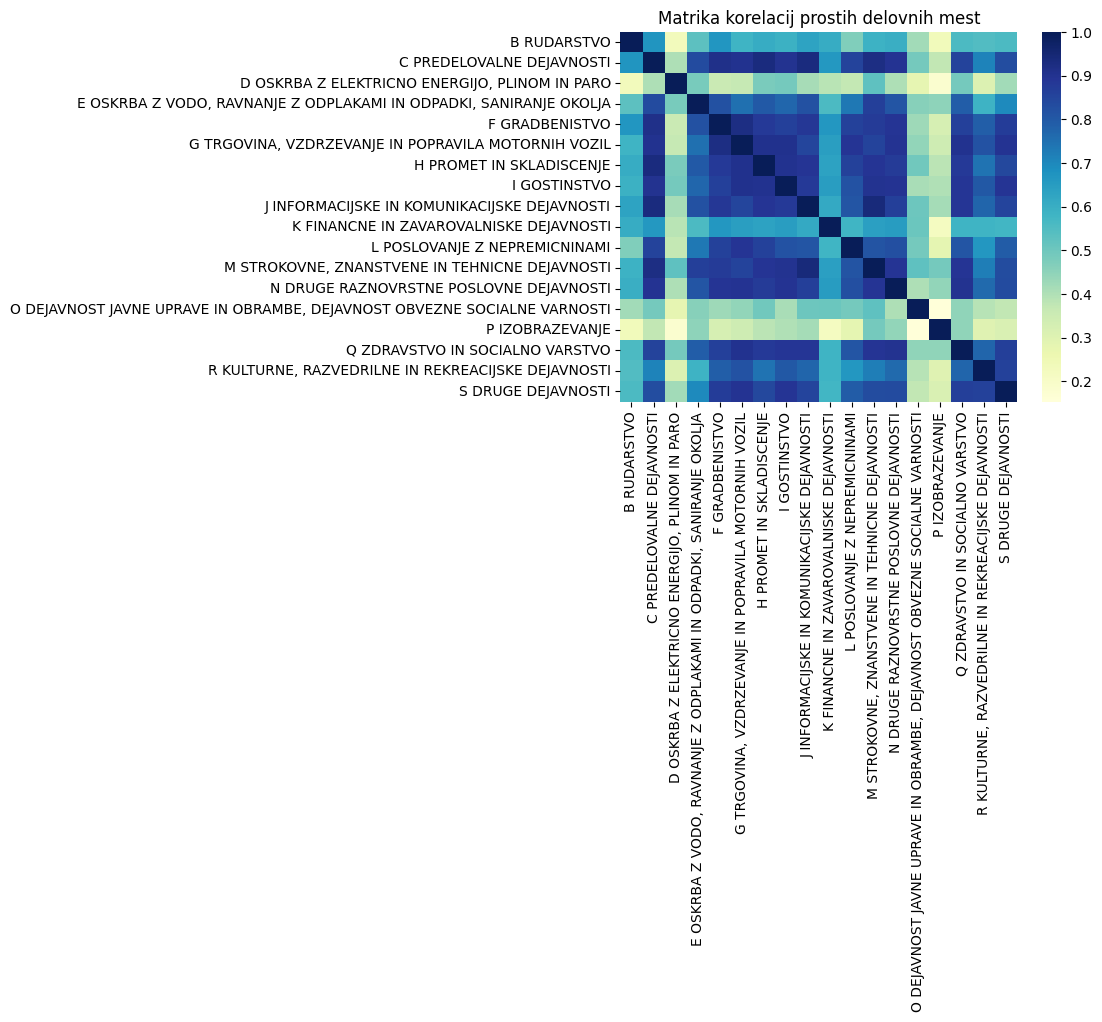 Matrika korelacij prostih delovnih mest
B RUDARSTVO
C PREDELOVALNE DEJAVNOSTI
D OSKRBA Z ELEKTRICNO ENERGIJO, PLINOM IN PARO
E OSKRBA Z VODO, RAVNANJE Z ODPLAKAMI IN ODPADKI, SANIRANJE OKOLJA
F GRADBENISTVO
G TRGOVINA, VZDRZEVANJE IN POPRAVILA MOTORNIH VOZIL
H PROMET IN SKLADISCENJE
I GOSTINSTVO
J INFORMACIJSKE IN KOMUNIKACIJSKE DEJAVNOSTI
K FINANCNE IN ZAVAROVALNISKE DEJAVNOSTI
L POSLOVANJE Z NEPREMICNINAMI
M STROKOVNE, ZNANSTVENE IN TEHNICNE DEJAVNOSTI
N DRUGE RAZNOVRSTNE POSLOVNE DEJAVNOSTI
O DEJAVNOST JAVNE UPRAVE IN OBRAMBE, DEJAVNOST OBVEZNE SOCIALNE VARNOSTI
P IZOBRAZEVANJE
Q ZDRAVSTVO IN SOCIALNO VARSTVO
R KULTURNE, RAZVEDRILNE IN REKREACIJSKE DEJAVNOSTI
S DRUGE DEJAVNOSTI
B RUDARSTVO
C PREDELOVALNE DEJAVNOSTI
D OSKRBA Z ELEKTRICNO ENERGIJO, PLINOM IN PARO
E OSKRBA Z VODO, RAVNANJE Z ODPLAKAMI IN ODPADKI, SANIRANJE OKOLJA
F GRADBENISTVO
G TRGOVINA, VZDRZEVANJE IN POPRAVILA MOTORNIH VOZIL
H PROMET IN SKLADISCENJE
I GOSTINSTVO
J INFORMACIJSKE IN KOMUNIKACIJSKE DEJAVNOSTI
K FINANCNE IN ZAVAROVALNISKE DEJAVNOSTI
L POSLOVANJE Z NEPREMICNINAMI
M STROKOVNE, ZNANSTVENE IN TEHNICNE DEJAVNOSTI
N DRUGE RAZNOVRSTNE POSLOVNE DEJAVNOSTI
O DEJAVNOST JAVNE UPRAVE IN OBRAMBE, DEJAVNOST OBVEZNE SOCIALNE VARNOSTI
P IZOBRAZEVANJE
Q ZDRAVSTVO IN SOCIALNO VARSTVO
R KULTURNE, RAZVEDRILNE IN REKREACIJSKE DEJAVNOSTI
S DRUGE DEJAVNOSTI
1.0
0.9
0.8
0.7
0.6
0.5
0.4
0.3
0.2